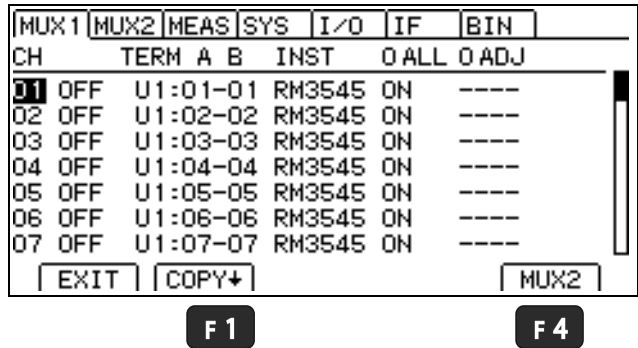 MUX1 MUX2 MEAS SYS I/O IF BIN
CH TERM A B INST 0 ALL 0 ADJ
01 OFF U1:01-01 RM3545 ON ----
02 OFF U1:02-02 RM3545 ON ----
03 OFF U1:03-03 RM3545 ON ----
04 OFF U1:04-04 RM3545 ON ----
05 OFF U1:05-05 RM3545 ON ----
06 OFF U1:06-06 RM3545 ON ----
07 OFF U1:07-07 RM3545 ON ----
EXIT COPY↓ MUX2
F 1 F 4